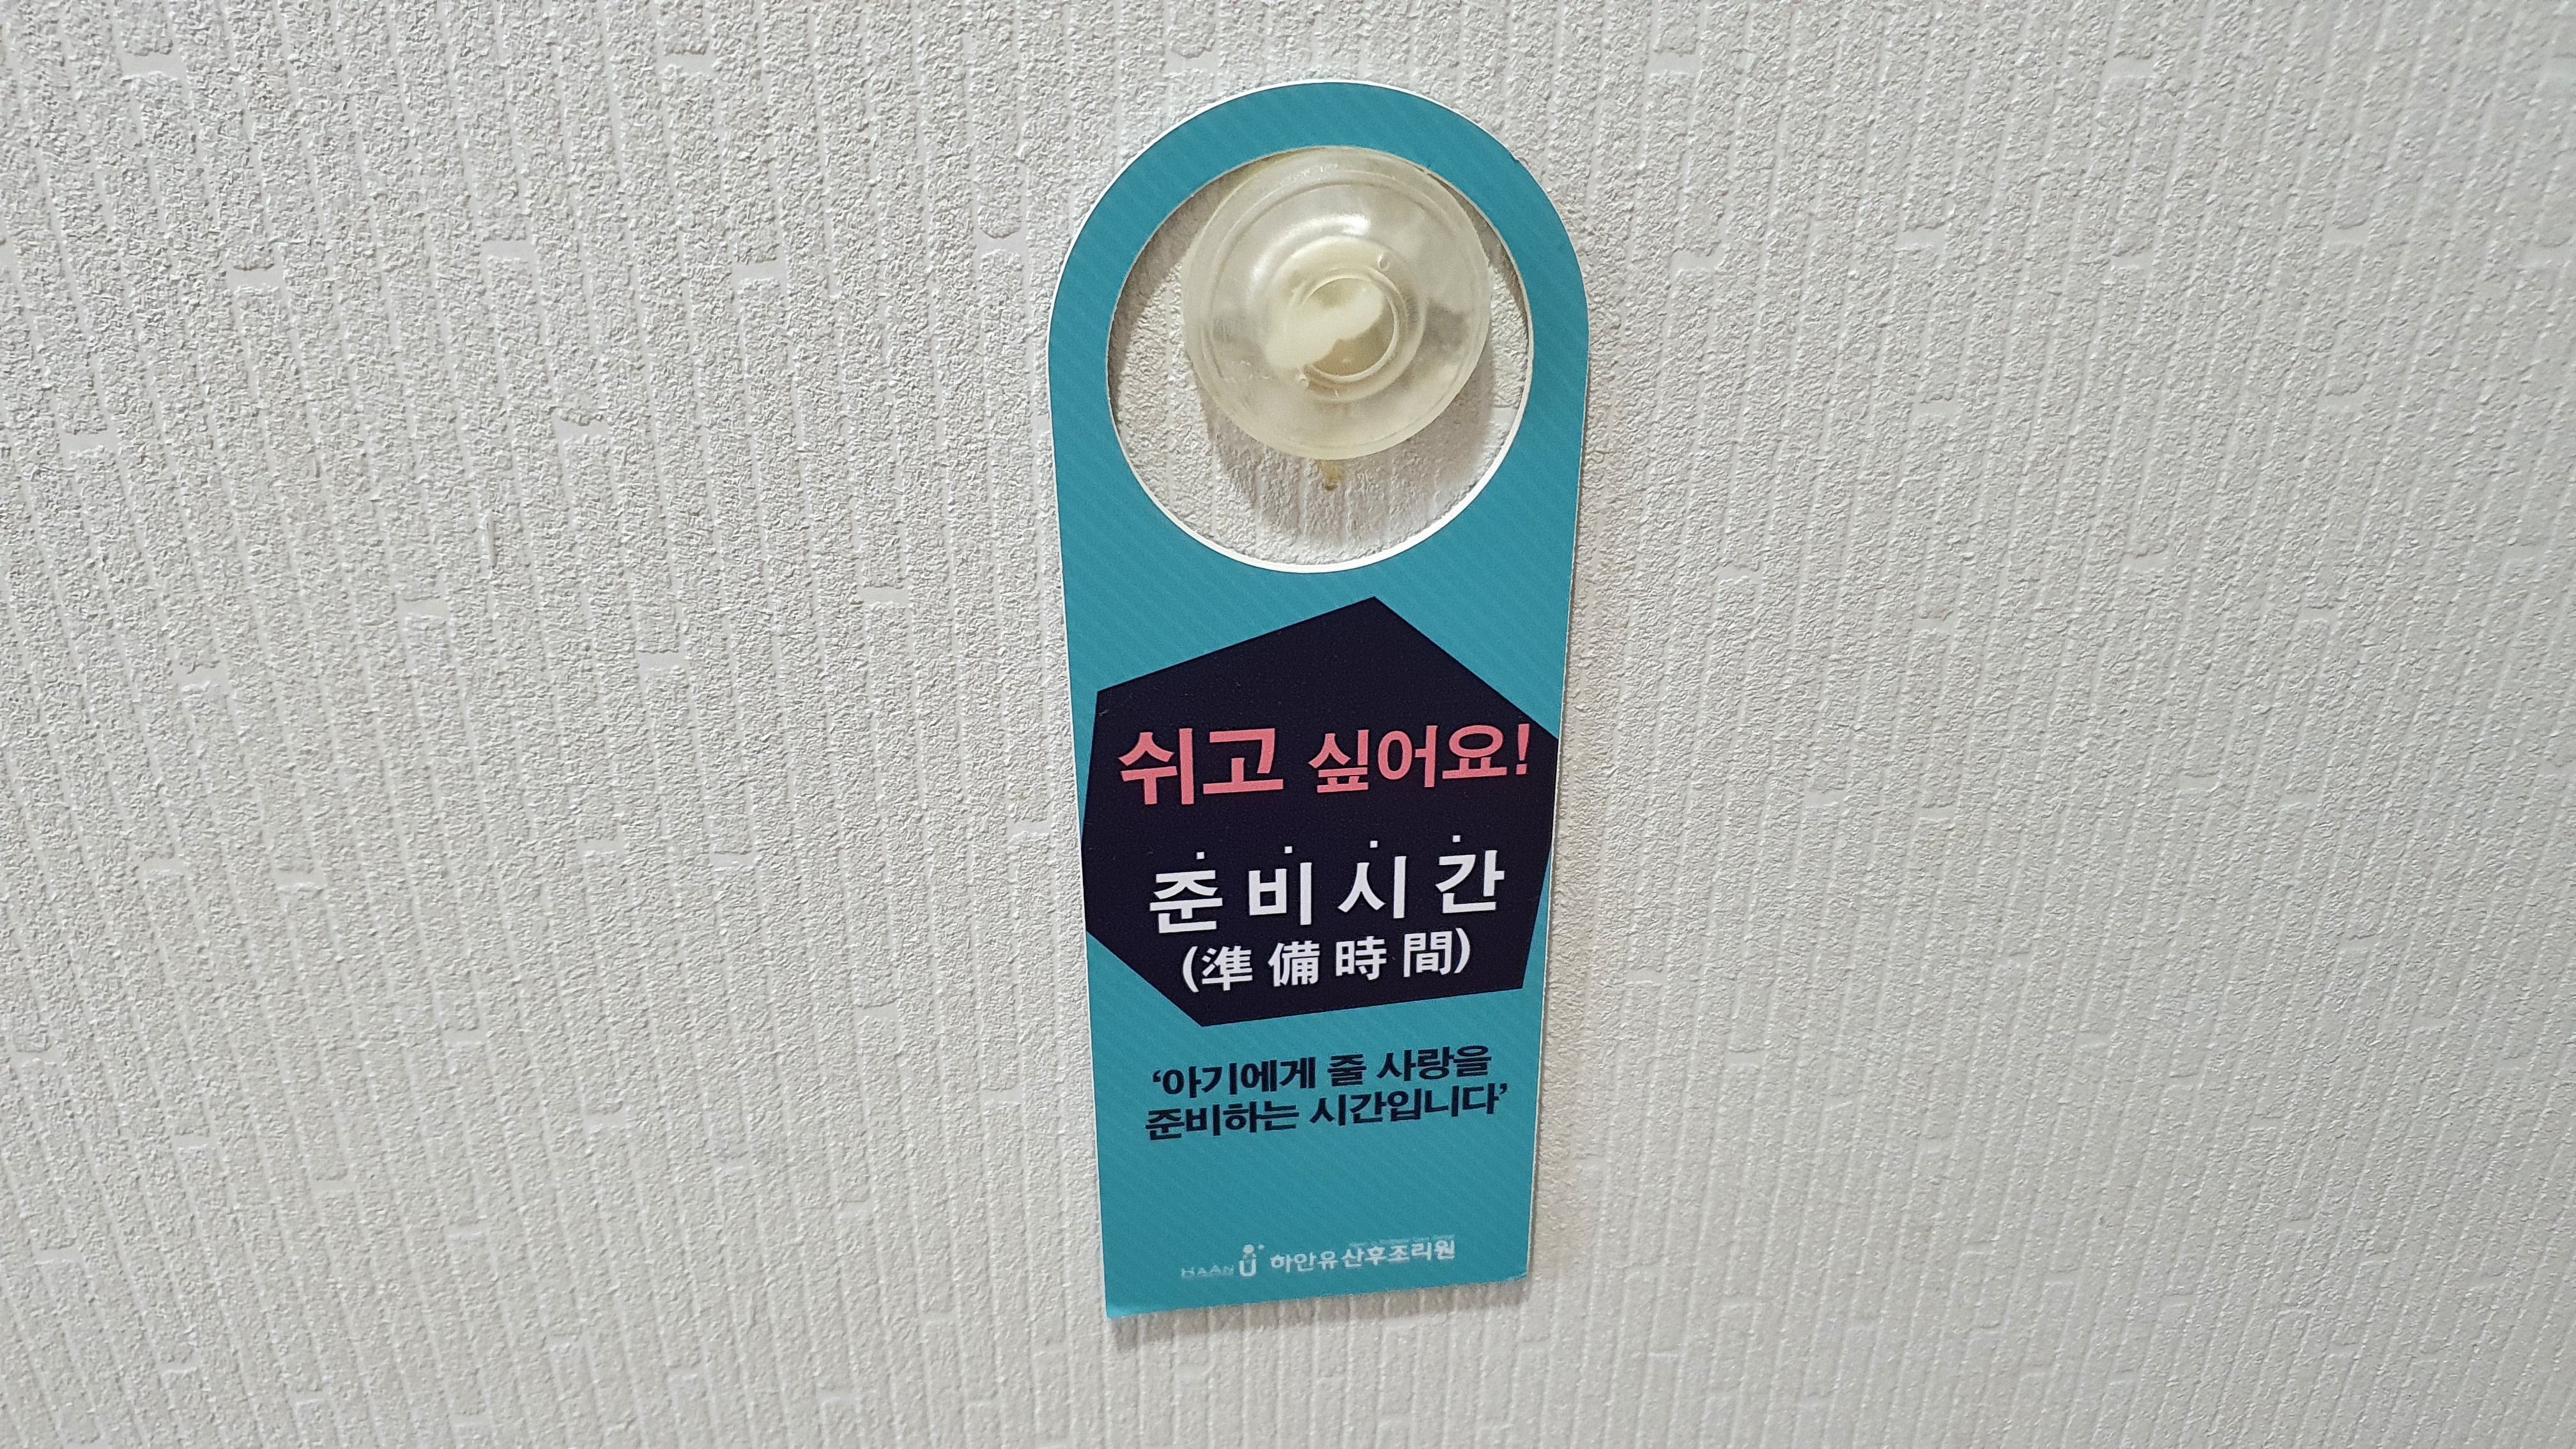 쉬고 싶어요!
준비시간
(準備時間)
‘아기에게 줄 사랑을
준비하는 시간입니다’
HAAN U 하안유산후조리원